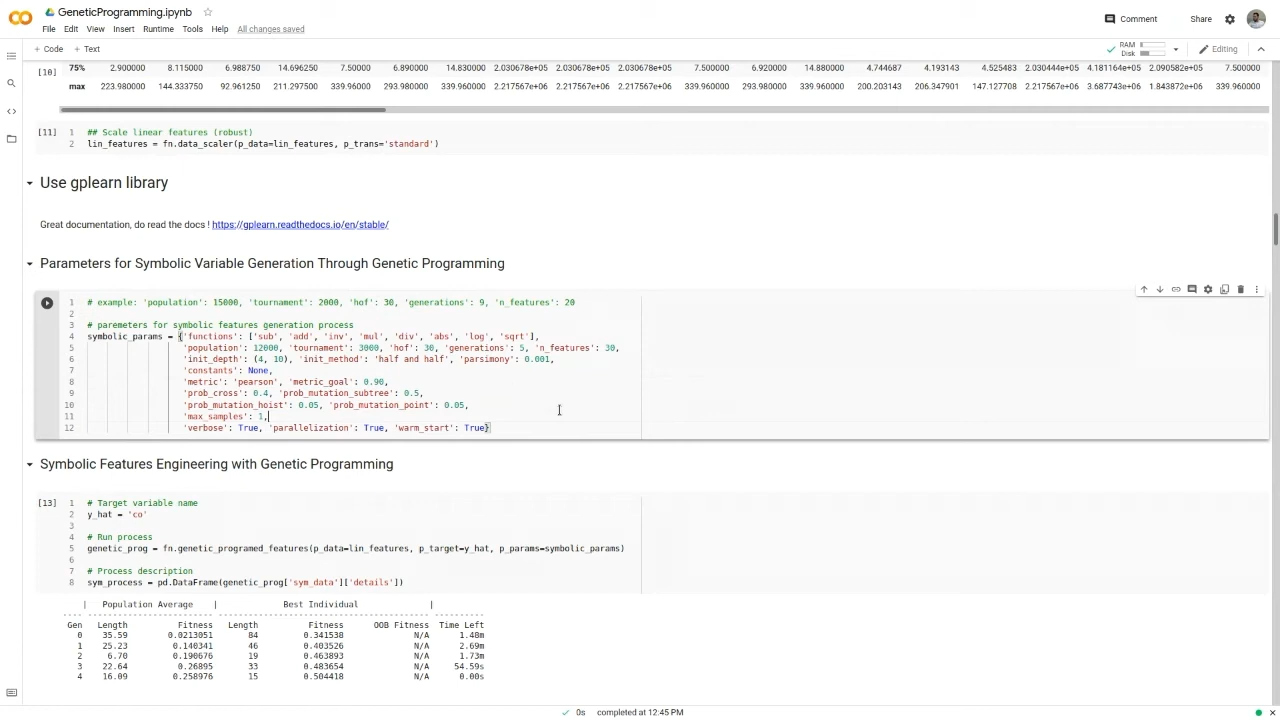 GeneticProgramming.ipynb
Comment
Share
File Edit View Insert Runtime Tools Help All changes saved
+ Code + Text
RAM
Disk
Editing
[10] 75% 2.900000 8.115000 6.988750 14.696250 7.50000 6.890000 14.830000 2.030678e+05 2.030678e+05 2.030678e+05 7.500000 6.920000 14.880000 4.744687 4.193143 4.525483 2.030444e+05 4.181164e+05 2.090582e+05 7.500000
max 223.980000 144.333750 92.961250 211.297500 339.96000 293.980000 339.960000 2.217567e+06 2.217567e+06 2.217567e+06 339.960000 293.980000 339.960000 200.203143 206.347901 147.127708 2.217567e+06 3.687743e+06 1.843872e+06 339.960000
[11] 1 ## Scale linear features (robust)
2 lin_features = fn.data_scaler(p_data=lin_features, p_trans='standard')
Use gplearn library
Great documentation, do read the docs ! https://gplearn.readthedocs.io/en/stable/
Parameters for Symbolic Variable Generation Through Genetic Programming
1 # example: 'population': 15000, 'tournament': 2000, 'hof': 30, 'generations': 9, 'n_features': 20
2
3 # paremeters for symbolic features generation process
4 symbolic_params = {'functions': ['sub', 'add', 'inv', 'mul', 'div', 'abs', 'log', 'sqrt'],
5 'population': 12000, 'tournament': 3000, 'hof': 30, 'generations': 5, 'n_features': 30,
6 'init_depth': (4, 10), 'init_method': 'half and half', 'parsimony': 0.001,
7 'constants': None,
8 'metric': 'pearson', 'metric_goal': 0.90,
9 'prob_cross': 0.4, 'prob_mutation_subtree': 0.5,
10 'prob_mutation_hoist': 0.05, 'prob_mutation_point': 0.05,
11 'max_samples': 1,
12 'verbose': True, 'parallelization': True, 'warm_start': True}
Symbolic Features Engineering with Genetic Programming
[13] 1 # Target variable name
2 y_hat = 'co'
3
4 # Run process
5 genetic_prog = fn.genetic_programed_features(p_data=lin_features, p_target=y_hat, p_params=symbolic_params)
6
7 # Process description
8 sym_process = pd.DataFrame(genetic_prog['sym_data']['details'])
| Population Average | Best Individual |
---- ------------------------- ------------------------------------------ ----------
Gen Length Fitness Length Fitness OOB Fitness Time Left
0 35.59 0.0213051 84 0.341538 N/A 1.48m
1 25.23 0.140341 46 0.403526 N/A 2.69m
2 6.70 0.190676 19 0.463893 N/A 1.73m
3 22.64 0.26895 33 0.483654 N/A 54.59s
4 16.09 0.258976 15 0.504418 N/A 0.00s
0s completed at 12:45 PM